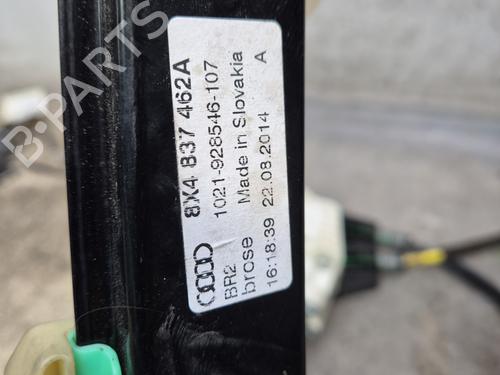 8X4 837 462A
1021-928546-107
BR2
brose Made in Slovakia
16:18:39 22.08.2014 A
B-PARTS